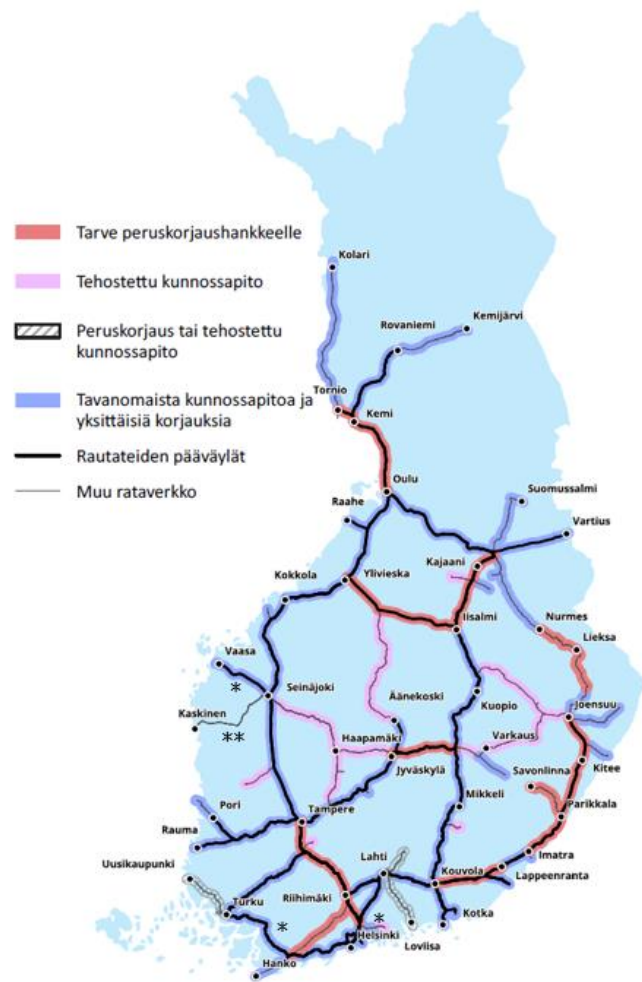 Tarve peruskorjaushankkeelle
Tehostettu kunnossapito
Peruskorjaus tai tehostettu
kunnossapito
Tavanomaista kunnossapitoa ja
yksittäisiä korjauksia
Rautateiden pääväylät
Muu rataverkko
Kolari
Kemijärvi
Rovaniemi
Tornio
Kemi
Oulu
Suomussalmi
Raahe
Vartius
Kajaani
Ylivieska
Kokkola
Iisalmi
Nurmes
Lieksa
Vaasa
*
Seinäjoki
Äänekoski
Kuopio
Joensuu
Kaskinen
**
Haapamäki
Varkaus
Jyväskylä
Savonlinna
Kitee
Pori
Tampere
Mikkeli
Parikkala
Rauma
Imatra
Uusikaupunki
Lahti
Kouvola
Lappeenranta
Turku
Riihimäki
Kotka
*
*
Helsinki
Loviisa
Hanko